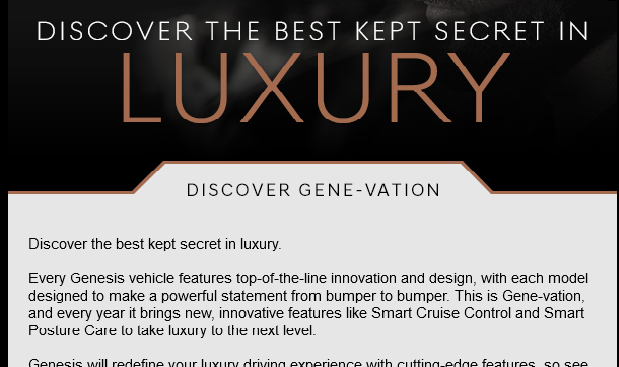 DISCOVER THE BEST KEPT SECRET IN
LUXURY
DISCOVER GENE-VATION
Discover the best kept secret in luxury.
Every Genesis vehicle features top-of-the-line innovation and design, with each model
designed to make a powerful statement from bumper to bumper. This is Gene-vation,
and every year it brings new, innovative features like Smart Cruise Control and Smart
Posture Care to take luxury to the next level.
Genesis will redefine your luxury driving experience with cutting-edge features, so see